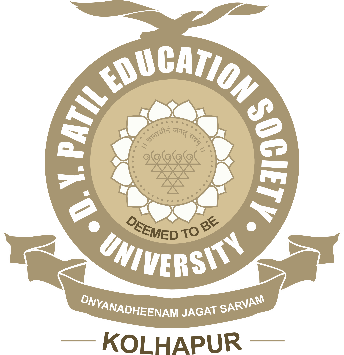 D. Y. PATIL EDUCATION SOCIETY
DEEMED TO BE
UNIVERSITY
DNYANADHEENAM JAGAT SARVAM
KOLHAPUR